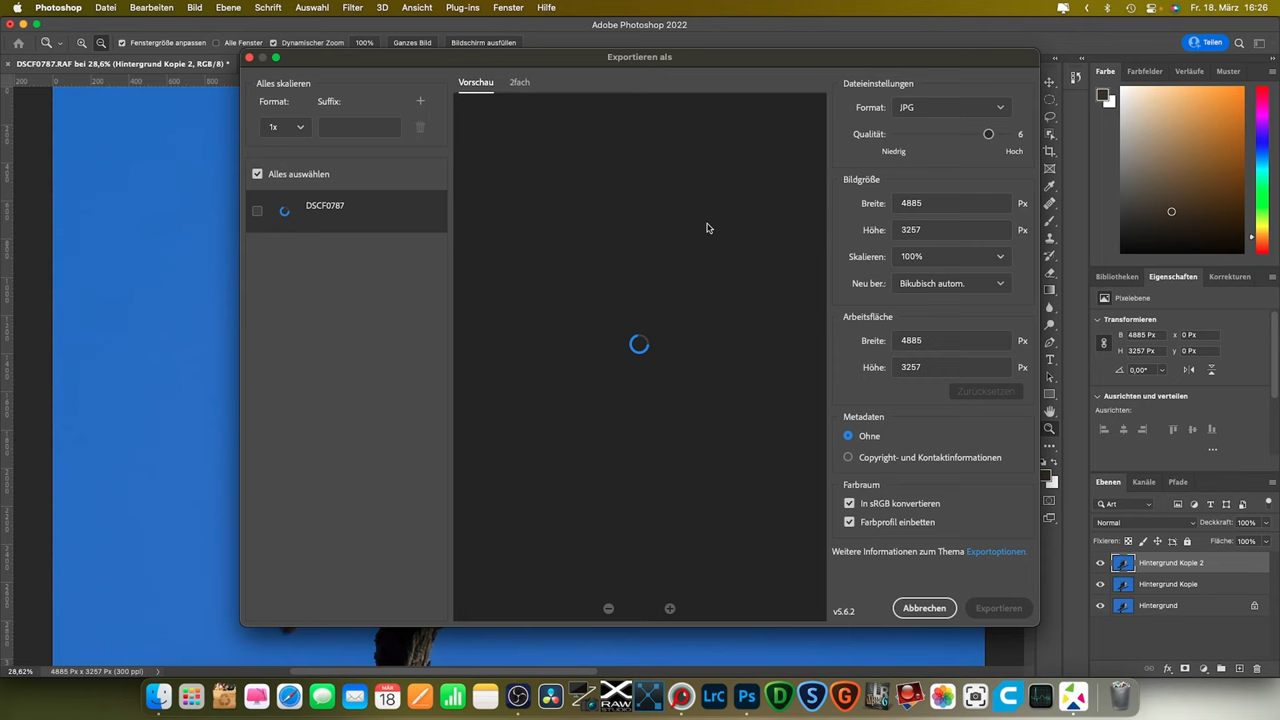 Photoshop Datei Bearbeiten Bild Ebene Schrift Auswahl Filter 3D Ansicht Plug-ins Fenster Hilfe Fr. 18. März 16:26
Adobe Photoshop 2022
Fenstergröße anpassen Alle Fenster Dynamischer Zoom 100% Ganzes Bild Bildschirm ausfüllen Teilen
DSCF0787.RAF bei 28,6% (Hintergrund Kopie 2, RGB/8) *
Exportieren als
Alles skalieren
Format: Suffix:
1x
Alles auswählen
DSCF0787
Vorschau 2fach
Dateieinstellungen
Format: JPG
Qualität: 6
Niedrig Hoch
Bildgröße
Breite: 4885 Px
Höhe: 3257 Px
Skalieren: 100%
Neu ber.: Bikubisch autom.
Arbeitsfläche
Breite: 4885 Px
Höhe: 3257 Px
Zurücksetzen
Metadaten
Ohne
Copyright- und Kontaktinformationen
Farbraum
In sRGB konvertieren
Farbprofil einbetten
Weitere Informationen zum Thema Exportoptionen.
v5.6.2 Abbrechen Exportieren
Farbe Farbfelder Verläufe Muster
Bibliotheken Eigenschaften Korrekturen
Pixelebene
Transformieren
B 4885 Px x 0 Px
H 3257 Px y 0 Px
0,00°
Ausrichten und verteilen
Ausrichten:
Ebenen Kanäle Pfade
Art
Normal Deckkraft: 100%
Fixieren: Fläche: 100%
Hintergrund Kopie 2
Hintergrund Kopie
Hintergrund
28,62% 4885 Px x 3257 Px (300 ppi)
MÄR
18
X RAW
STUDIO
LrC
Ps